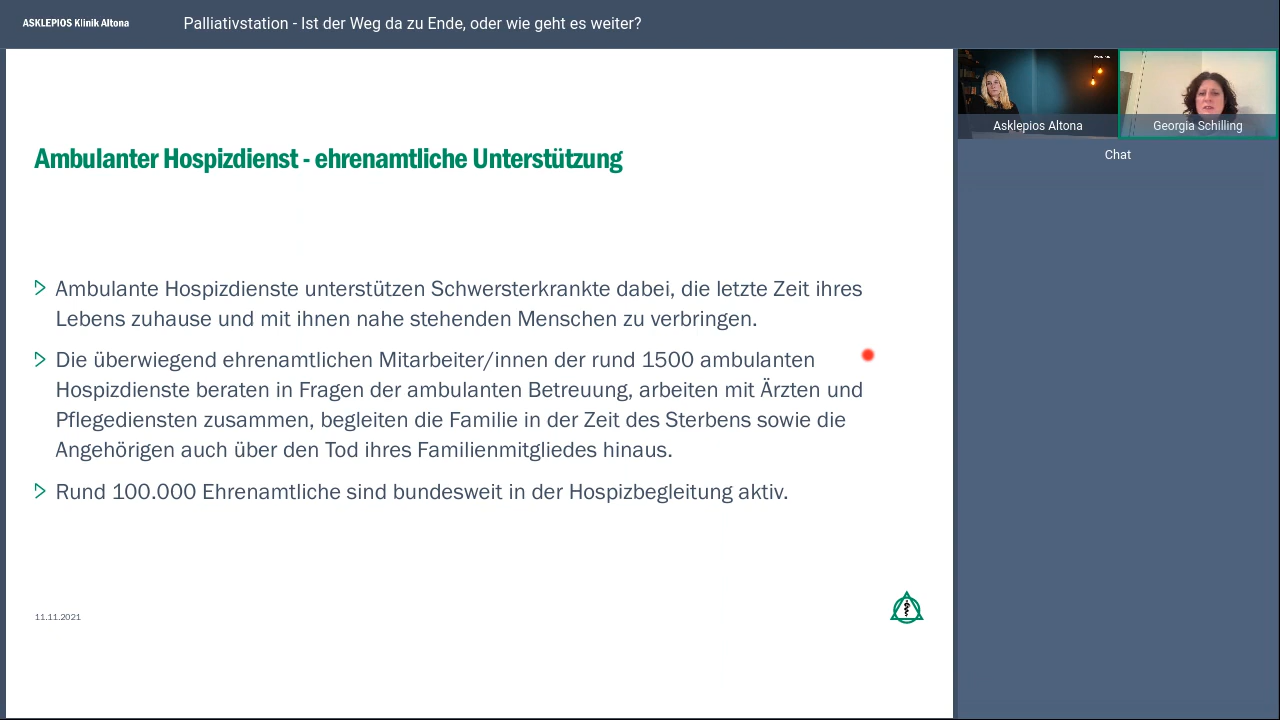 ASKLEPIOS Klinik Altona
Palliativstation - Ist der Weg da zu Ende, oder wie geht es weiter?
Ambulanter Hospizdienst - ehrenamtliche Unterstützung
Ambulante Hospizdienste unterstützen Schwersterkrankte dabei, die letzte Zeit ihres
Lebens zuhause und mit ihnen nahe stehenden Menschen zu verbringen.
Die überwiegend ehrenamtlichen Mitarbeiter/innen der rund 1500 ambulanten
Hospizdienste beraten in Fragen der ambulanten Betreuung, arbeiten mit Ärzten und
Pflegediensten zusammen, begleiten die Familie in der Zeit des Sterbens sowie die
Angehörigen auch über den Tod ihres Familienmitgliedes hinaus.
Rund 100.000 Ehrenamtliche sind bundesweit in der Hospizbegleitung aktiv.
11.11.2021
Asklepios Altona
Georgia Schilling
Chat